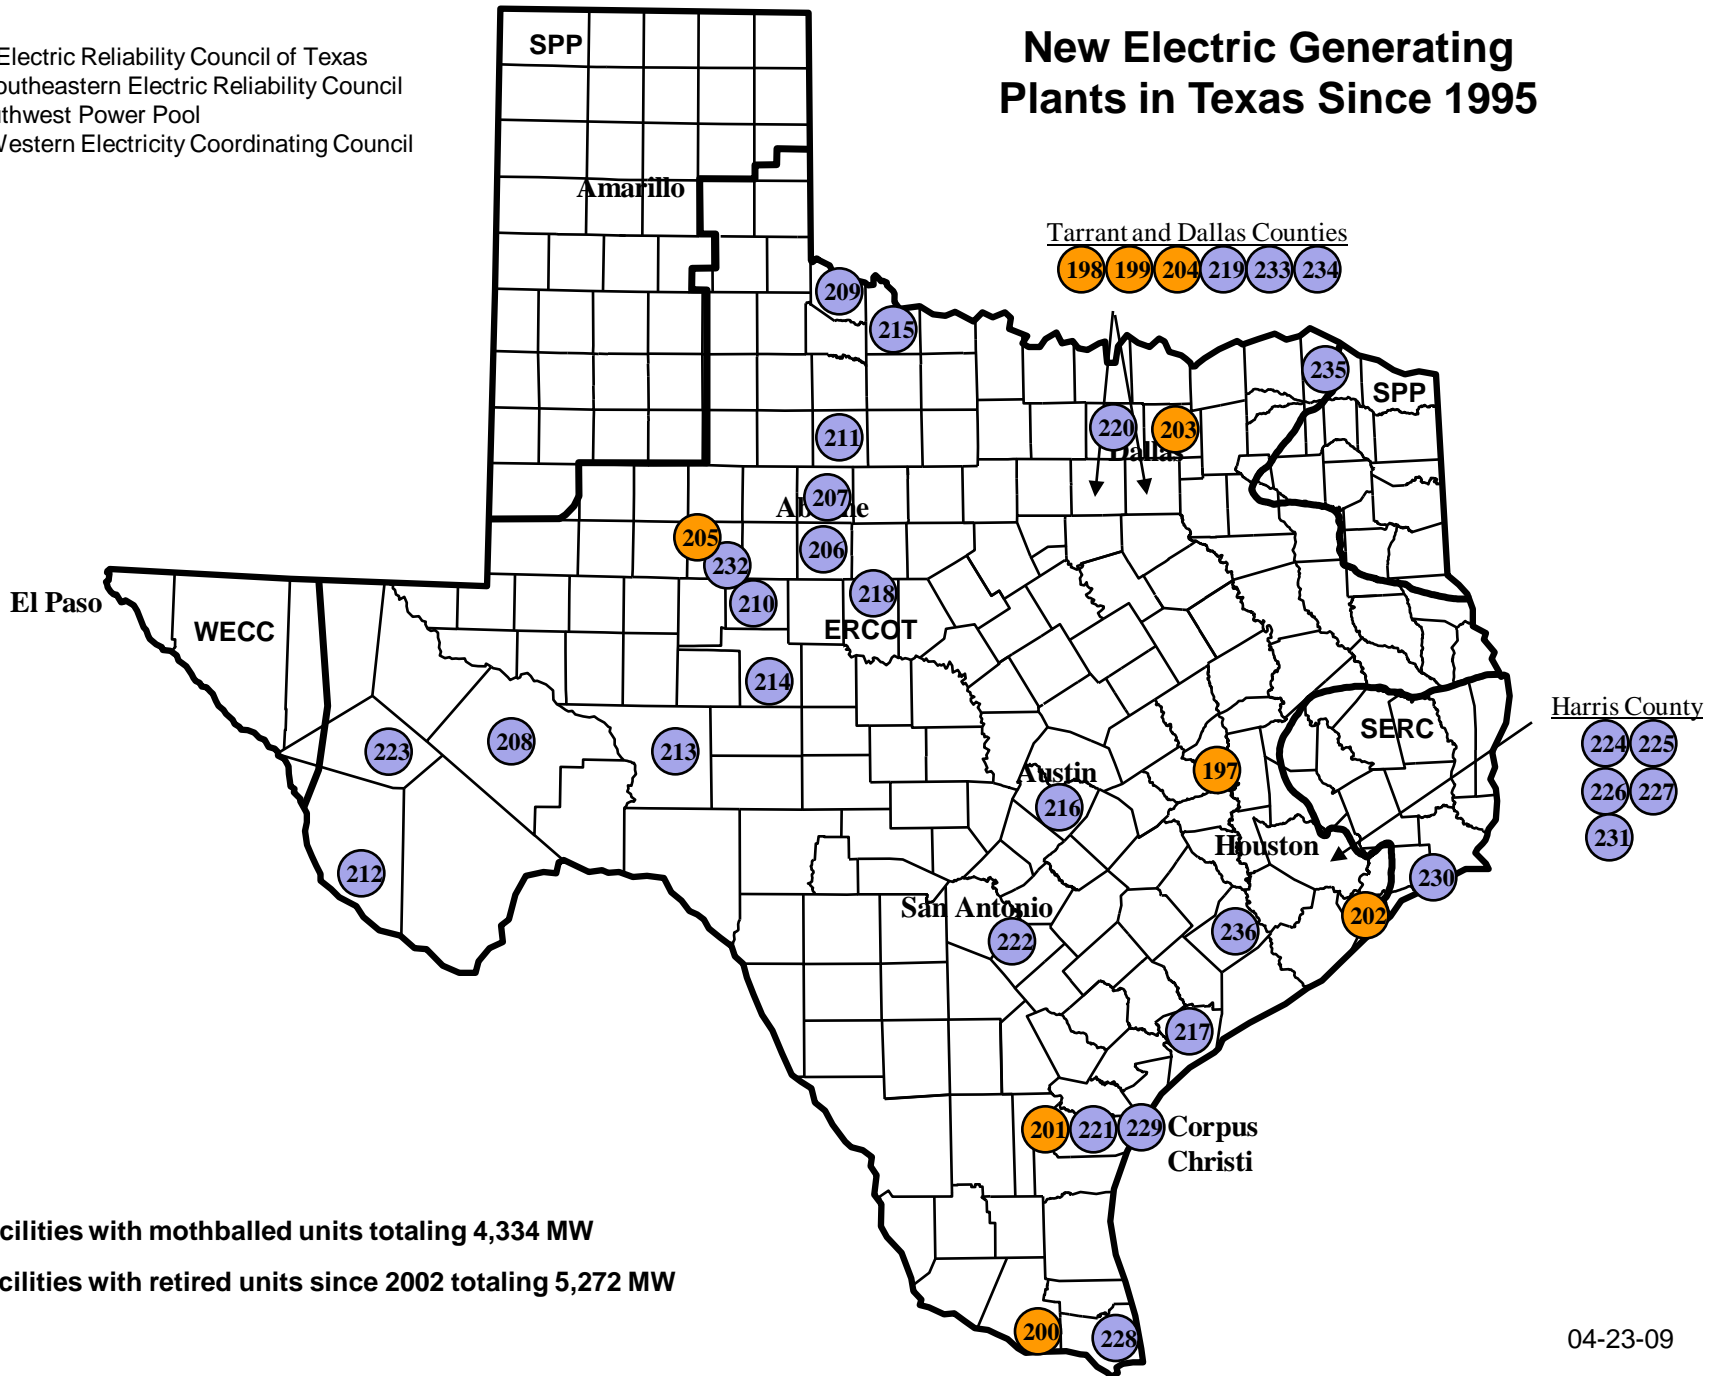 New Electric Generating
Plants in Texas Since 1995
Electric Reliability Council of Texas
outheastern Electric Reliability Council
thwest Power Pool
Western Electricity Coordinating Council
SPP
Amarillo
Tarrant and Dallas Counties
198 199 204 219 233 234
209
215
235
SPP
220 203
Dallas
211
207
Abilene
205
206
232
218
210
El Paso
WECC
ERCOT
214
Harris County
224 225
226 227
231
SERC
223
208
213
Austin
197
216
Houston
212
230
San Antonio
202
222
236
217
201 221 229
Corpus
Christi
cilities with mothballed units totaling 4,334 MW
cilities with retired units since 2002 totaling 5,272 MW
200
228
04-23-09